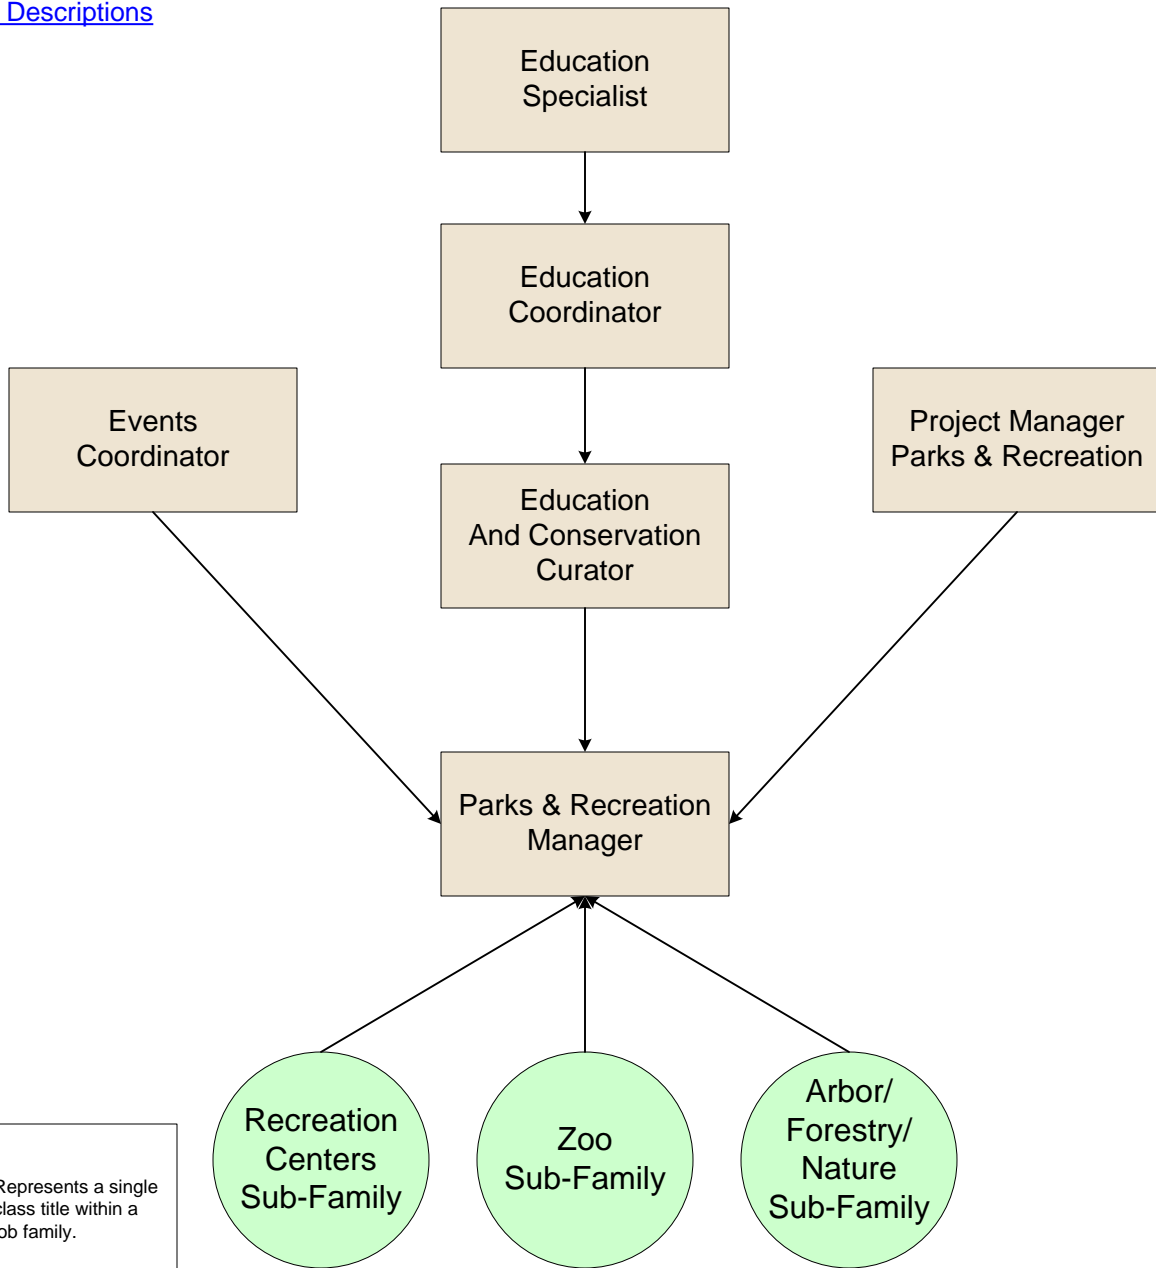 Descriptions
Education
Specialist
Education
Coordinator
Events
Coordinator
Project Manager
Parks & Recreation
Education
And Conservation
Curator
Parks & Recreation
Manager
Recreation
Centers
Sub-Family
Zoo
Sub-Family
Arbor/
Forestry/
Nature
Sub-Family
Represents a single
class title within a
job family.